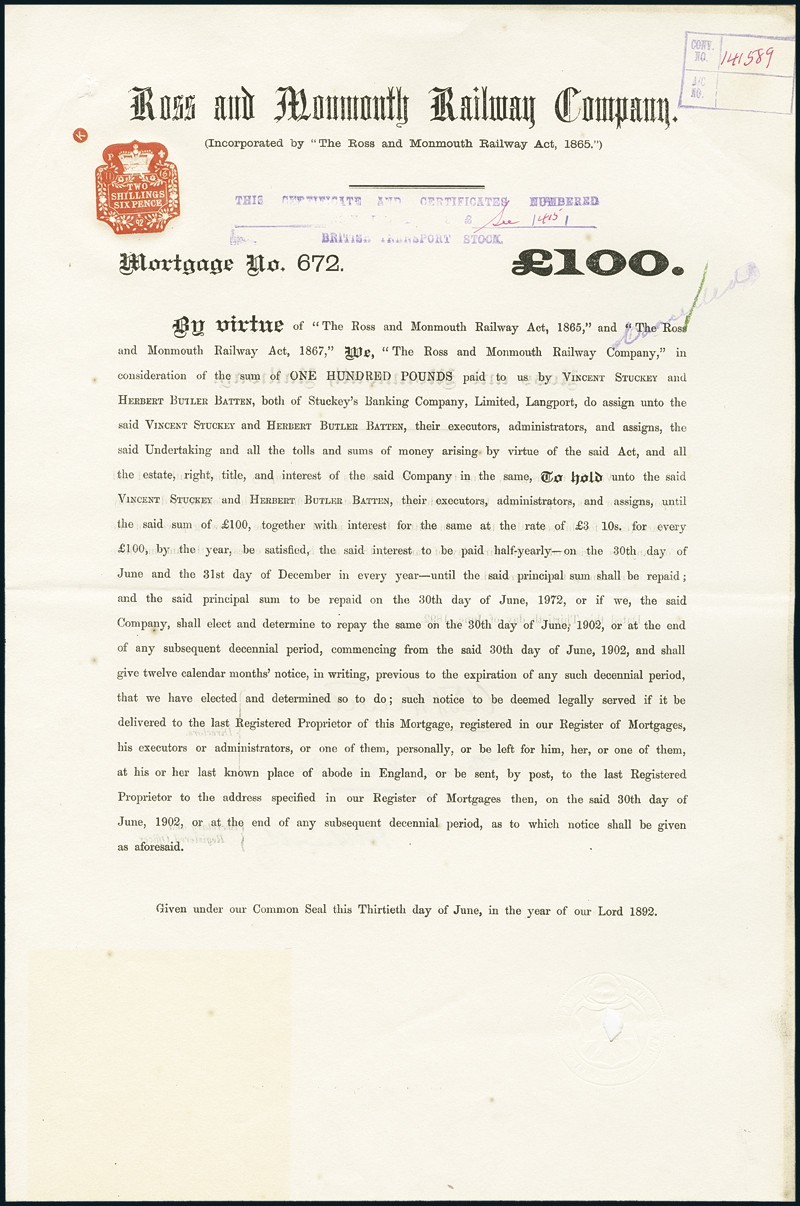 CONV. NO. 141589
A/C NO.
Ross and Monmouth Railway Company.
(Incorporated by “The Ross and Monmouth Railway Act, 1865.”)
TWO
SHILLINGS
SIX PENCE
THIS CERTIFICATE AND CERTIFICATES NUMBERED
£ See 1415
BRITISH TRANSPORT STOCK.
Mortgage No. 672. £100.
Cancelled
By virtue of “The Ross and Monmouth Railway Act, 1865,” and “The Ross
and Monmouth Railway Act, 1867,” We, “The Ross and Monmouth Railway Company,” in
consideration of the sum of ONE HUNDRED POUNDS paid to us by Vincent Stuckey and
Herbert Butler Batten, both of Stuckey’s Banking Company, Limited, Langport, do assign unto the
said Vincent Stuckey and Herbert Butler Batten, their executors, administrators, and assigns, the
said Undertaking and all the tolls and sums of money arising by virtue of the said Act, and all
the estate, right, title, and interest of the said Company in the same, To hold unto the said
Vincent Stuckey and Herbert Butler Batten, their executors, administrators, and assigns, until
the said sum of £100, together with interest for the same at the rate of £3 10s. for every
£100, by the year, be satisfied, the said interest to be paid half-yearly—on the 30th day of
June and the 31st day of December in every year—until the said principal sum shall be repaid;
and the said principal sum to be repaid on the 30th day of June, 1972, or if we, the said
Company, shall elect and determine to repay the same on the 30th day of June, 1902, or at the end
of any subsequent decennial period, commencing from the said 30th day of June, 1902, and shall
give twelve calendar months’ notice, in writing, previous to the expiration of any such decennial period,
that we have elected and determined so to do; such notice to be deemed legally served if it be
delivered to the last Registered Proprietor of this Mortgage, registered in our Register of Mortgages,
his executors or administrators, or one of them, personally, or be left for him, her, or one of them,
at his or her last known place of abode in England, or be sent, by post, to the last Registered
Proprietor to the address specified in our Register of Mortgages then, on the said 30th day of
June, 1902, or at the end of any subsequent decennial period, as to which notice shall be given
as aforesaid.
Given under our Common Seal this Thirtieth day of June, in the year of our Lord 1892.